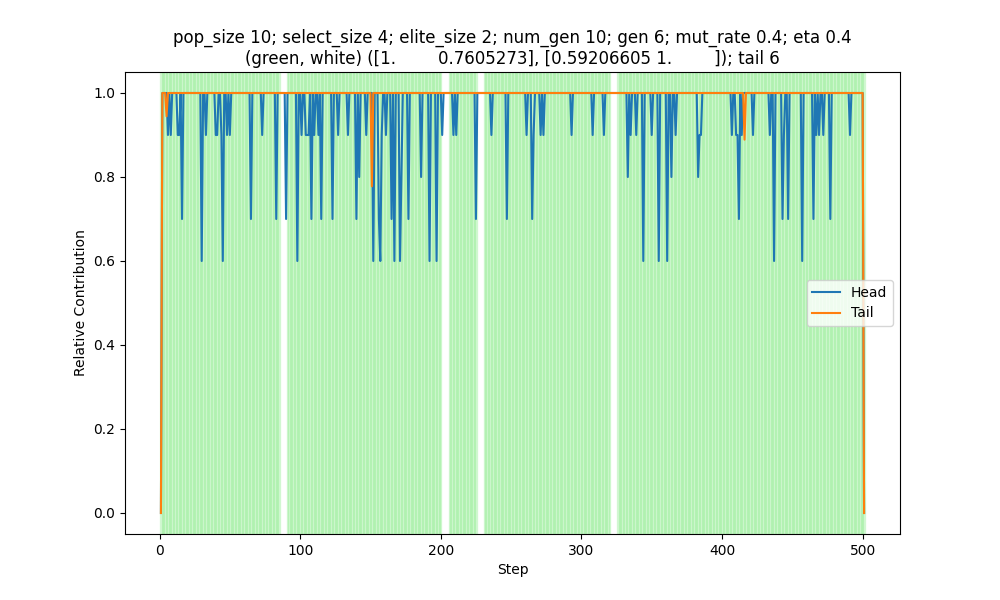 pop_size 10; select_size 4; elite_size 2; num_gen 10; gen 6; mut_rate 0.4; eta 0.4
(green, white) ([1.        0.7605273], [0.59206605 1.        ]); tail 6
1.0
0.8
0.6
0.4
0.2
0.0
Relative Contribution
Head
Tail
0
100
200
300
400
500
Step